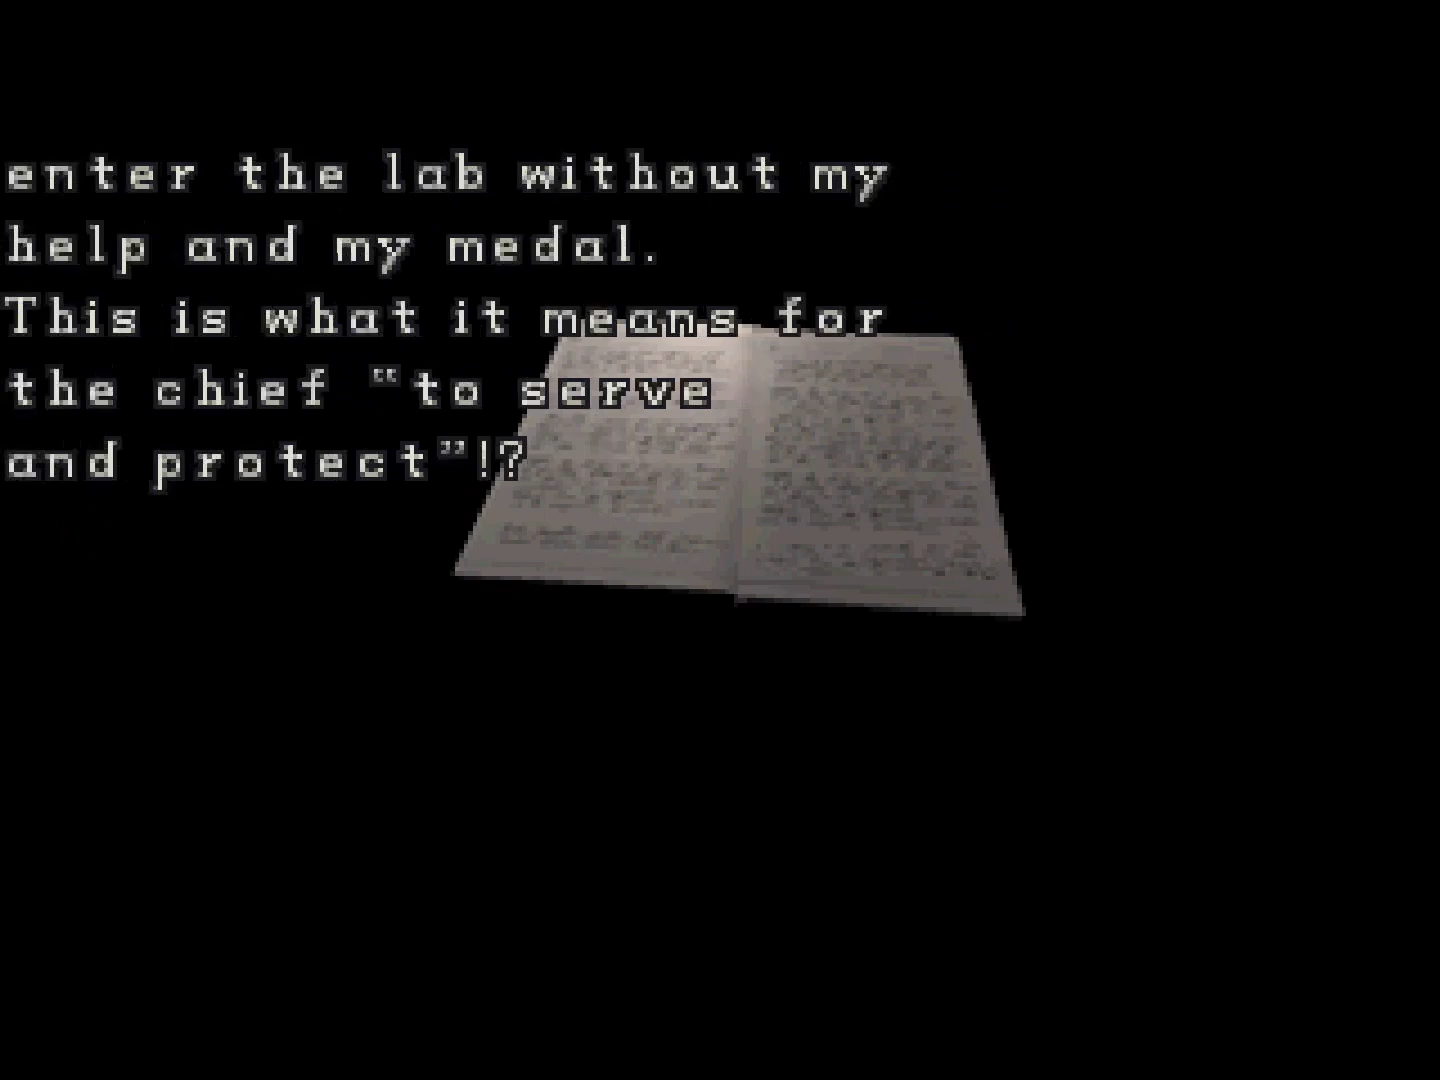 enter the lab without my
help and my medal.
This is what it means for
the chief “to serve
and protect”!?